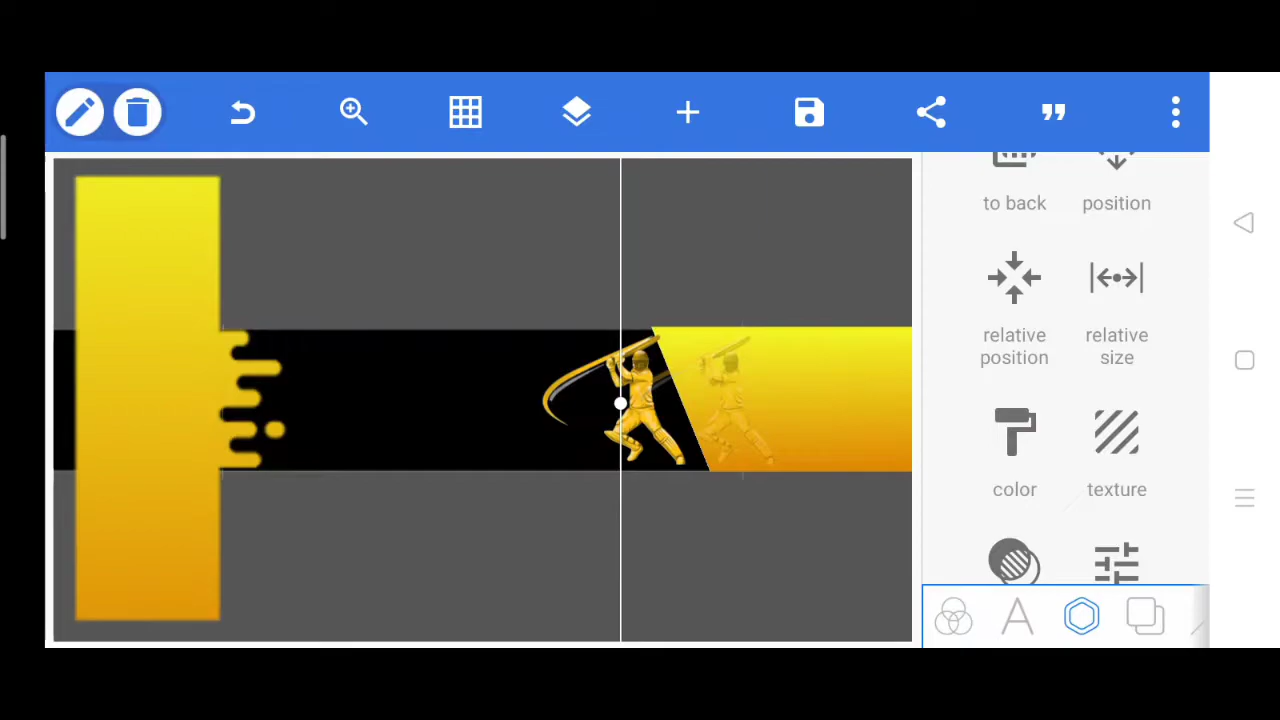 to back
position
relative
position
relative
size
color
texture